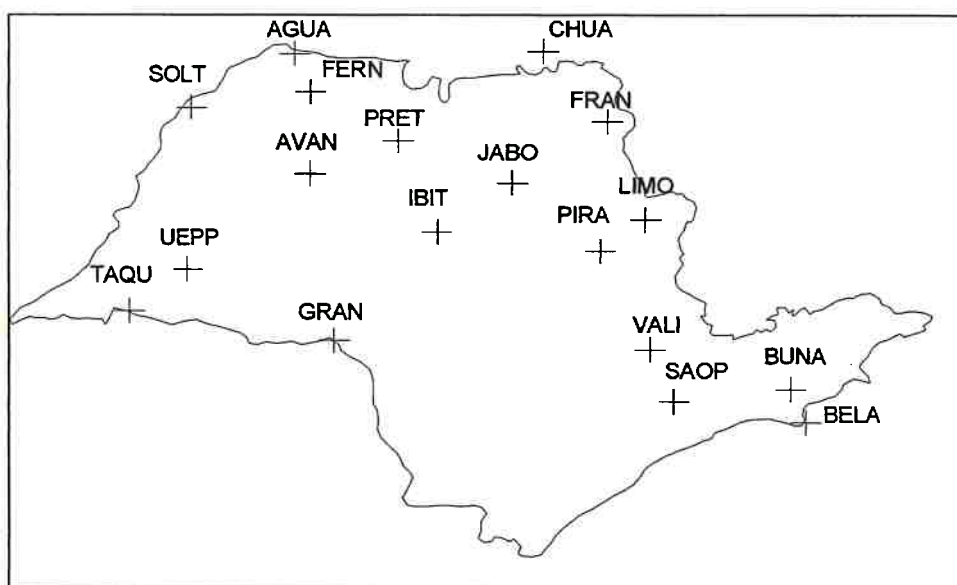 AGUA
CHUA
SOLT
FERN
FRAN
PRET
AVAN
JABO
LIMO
IBIT
PIRA
UEPP
TAQU
GRAN
VALI
BUNA
SAOP
BELA